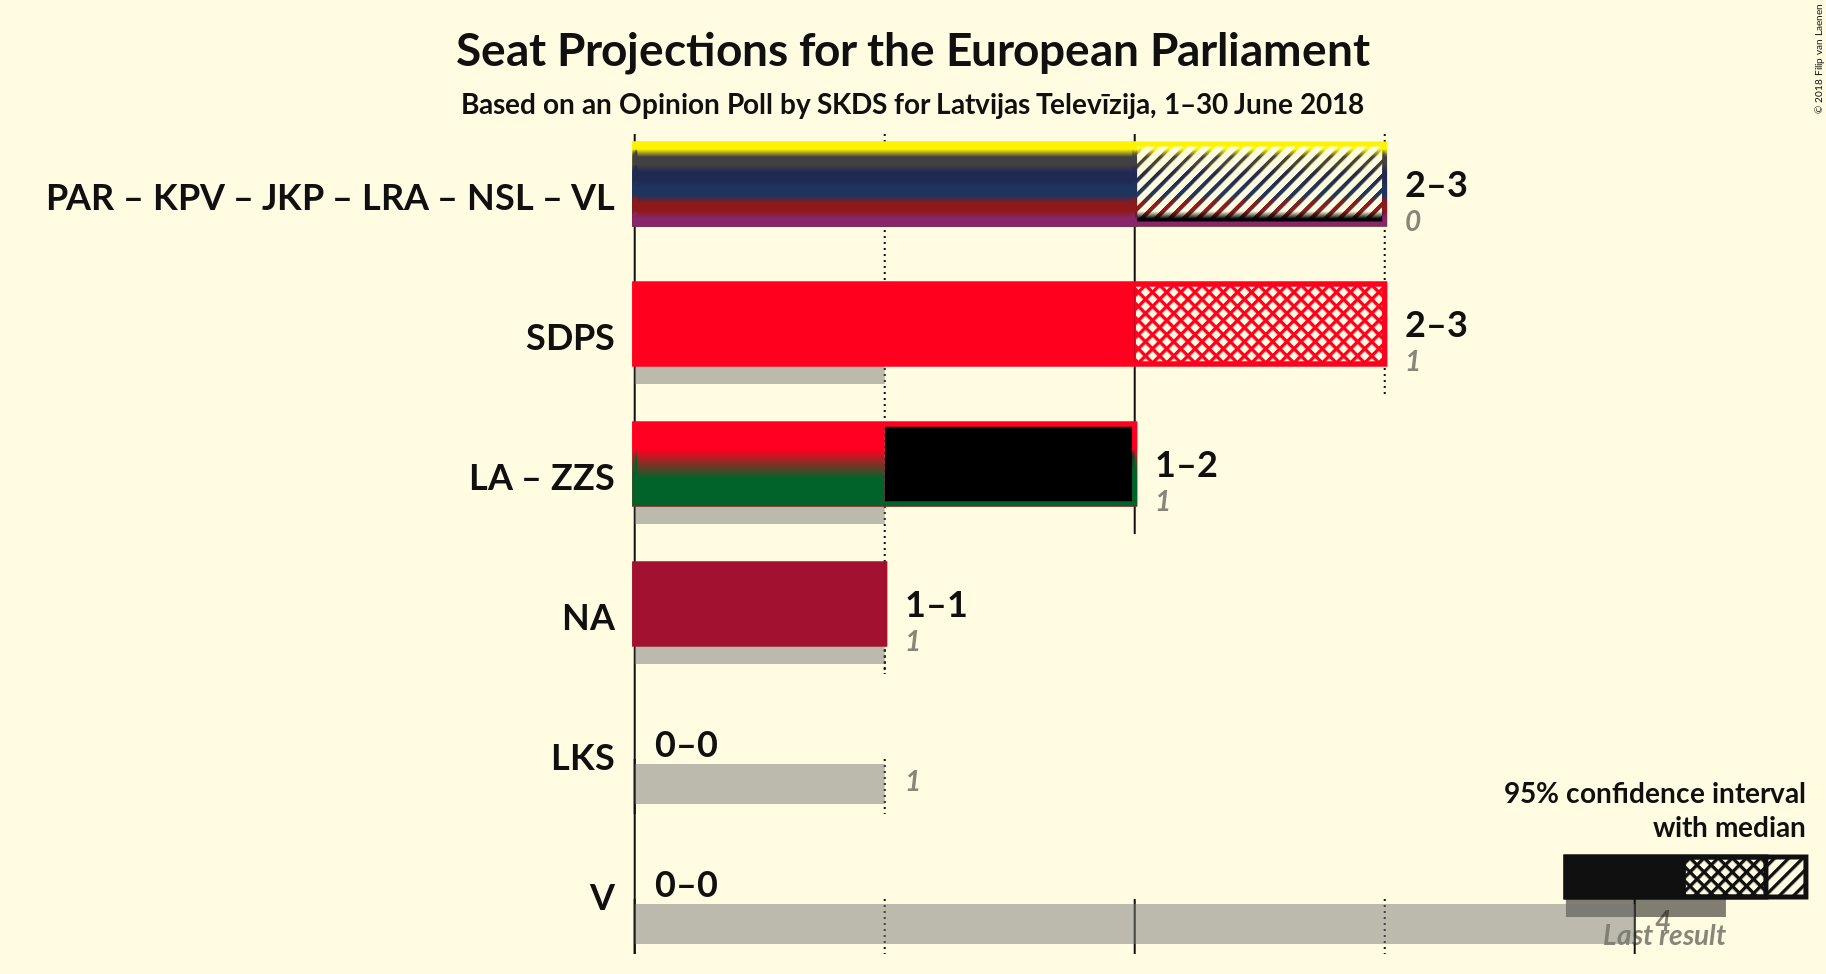 Seat Projections for the European Parliament
Based on an Opinion Poll by SKDS for Latvijas Televīzija, 1–30 June 2018
© 2018 Filip van Laenen
PAR – KPV – JKP – LRA – NSL – VL
2–3
0
SDPS
2–3
1
LA – ZZS
1–2
1
NA
1–1
1
LKS
0–0
1
V
0–0
4
95% confidence interval
with median
Last result